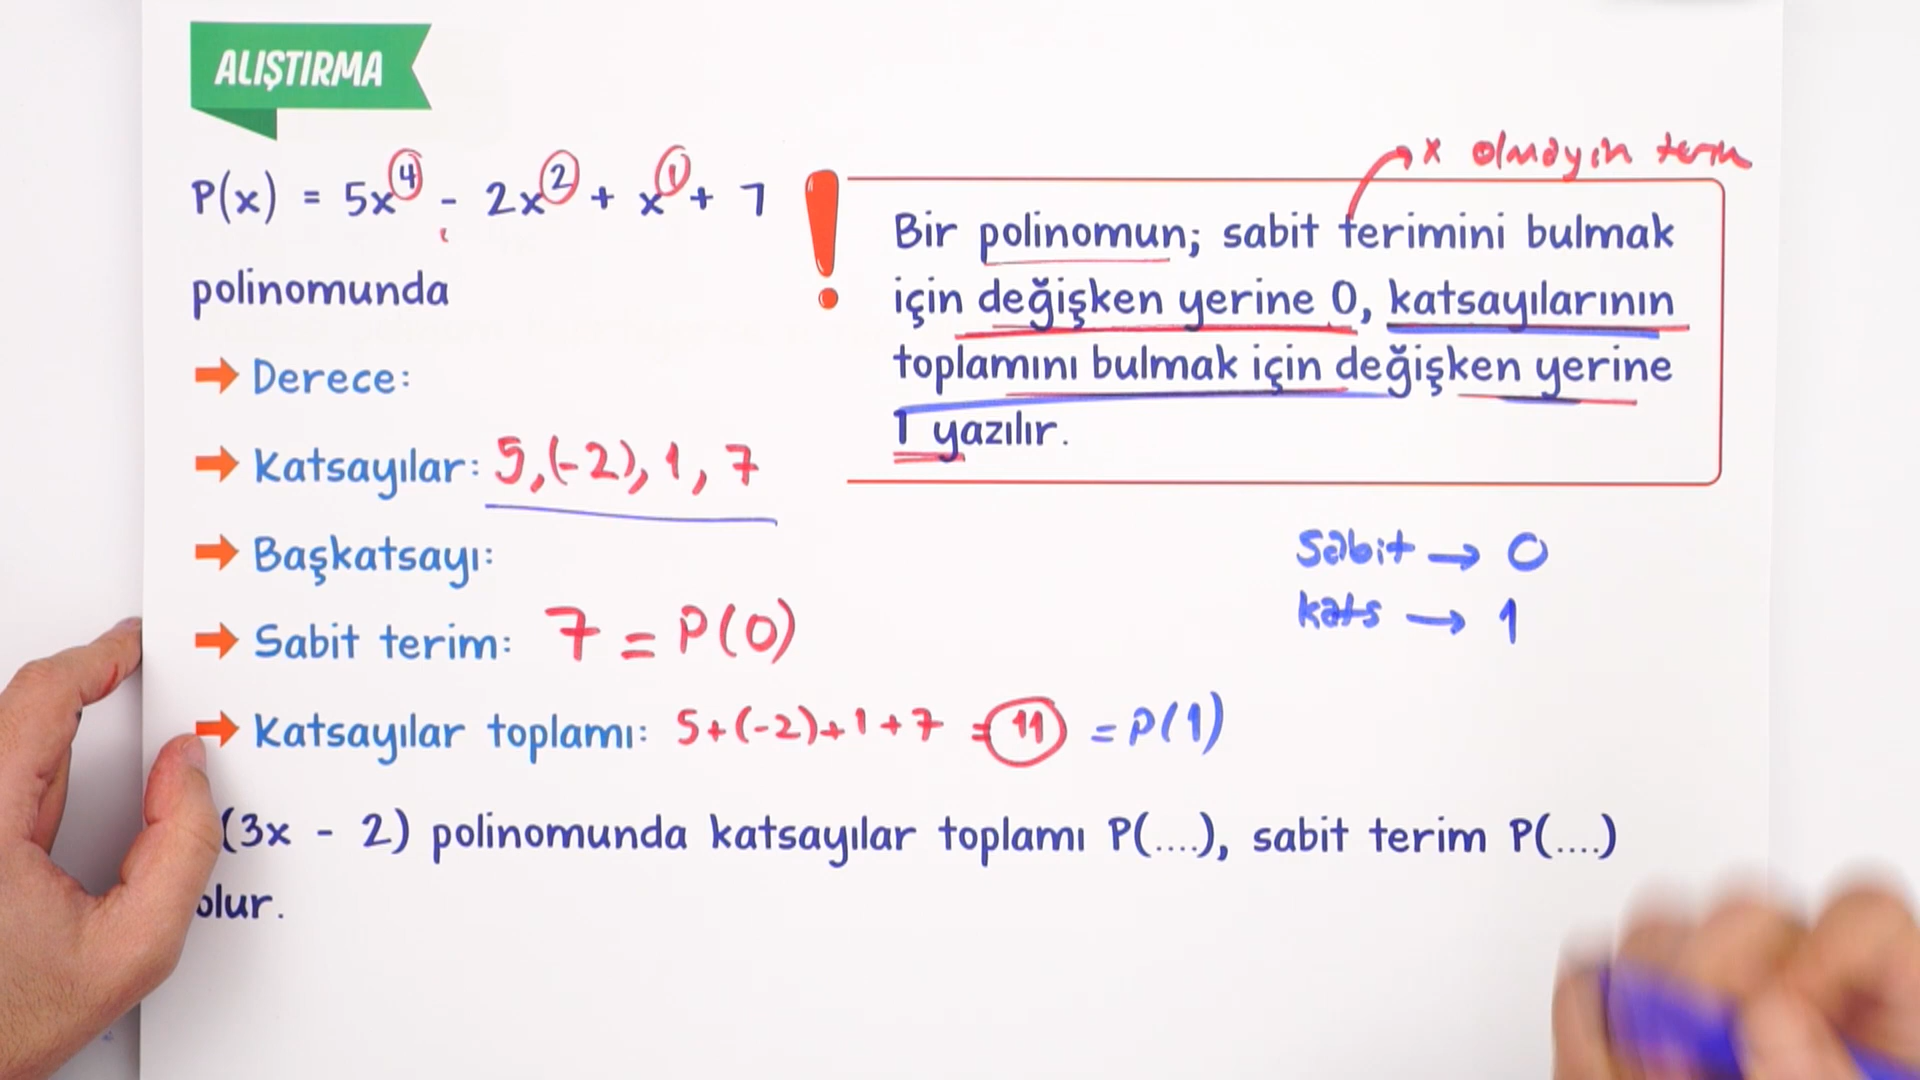 ALIŞTIRMA
P(x) = 5x⁴ - 2x² + x¹ + 7
polinomunda
Derece:
Katsayılar: 5,(-2), 1, 7
Başkatsayı:
Sabit terim: 7 = P(0)
Katsayılar toplamı: 5+(-2)+1+7 = 11 = P(1)
(3x - 2) polinomunda katsayılar toplamı P(....), sabit terim P(....)
olur.
x olmayan terim
Bir polinomun; sabit terimini bulmak
için değişken yerine 0, katsayılarının
toplamını bulmak için değişken yerine
1 yazılır.
sabit → 0
kats → 1